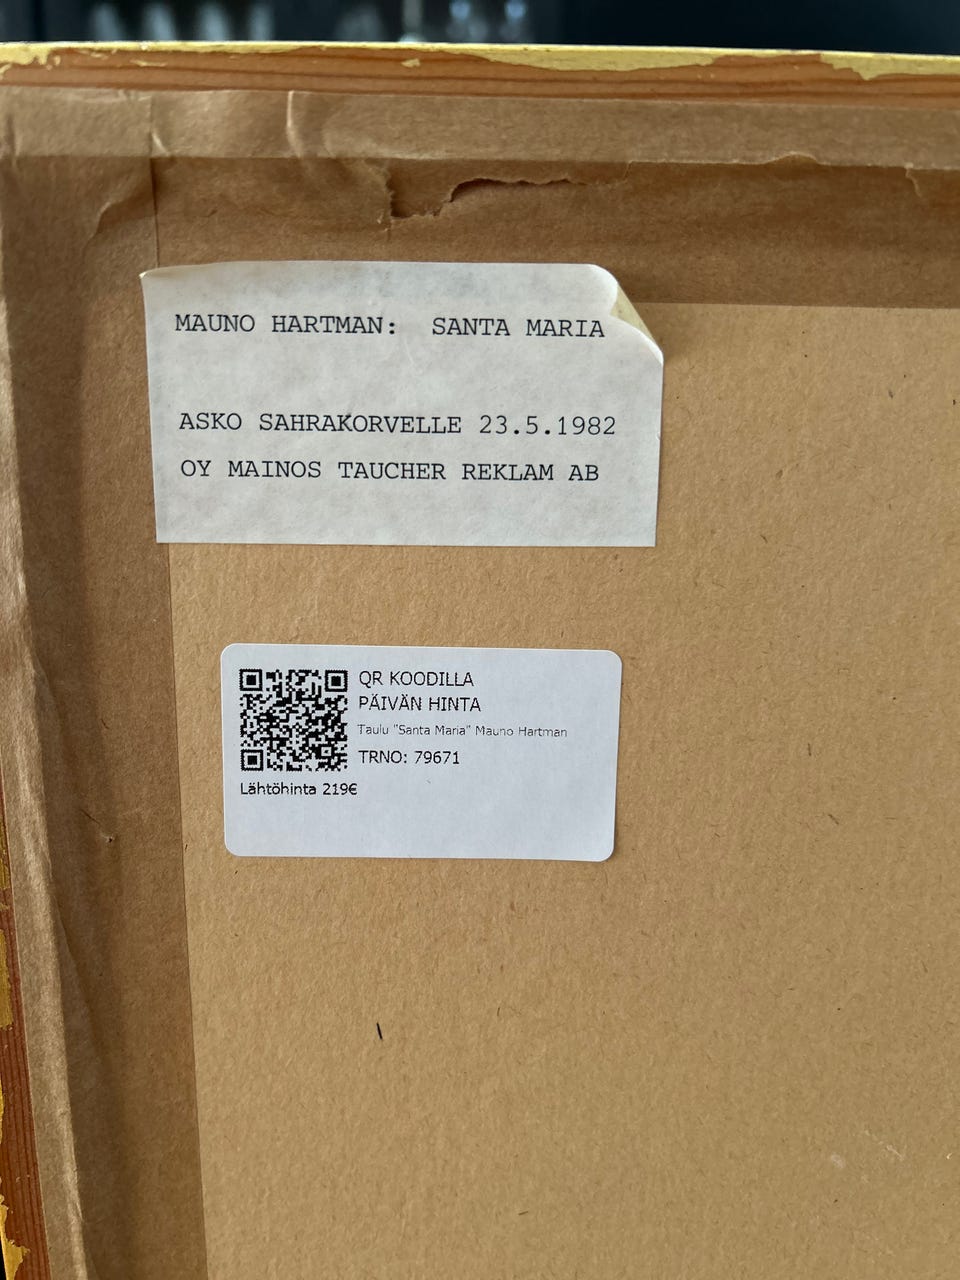 MAUNO HARTMAN: SANTA MARIA
ASKO SAHRAKORVELLE 23.5.1982
OY MAINOS TAUCHER REKLAM AB
QR KOODILLA
PÄIVÄN HINTA
Taulu "Santa Maria" Mauno Hartman
TRNO: 79671
Lähtöhinta 219€